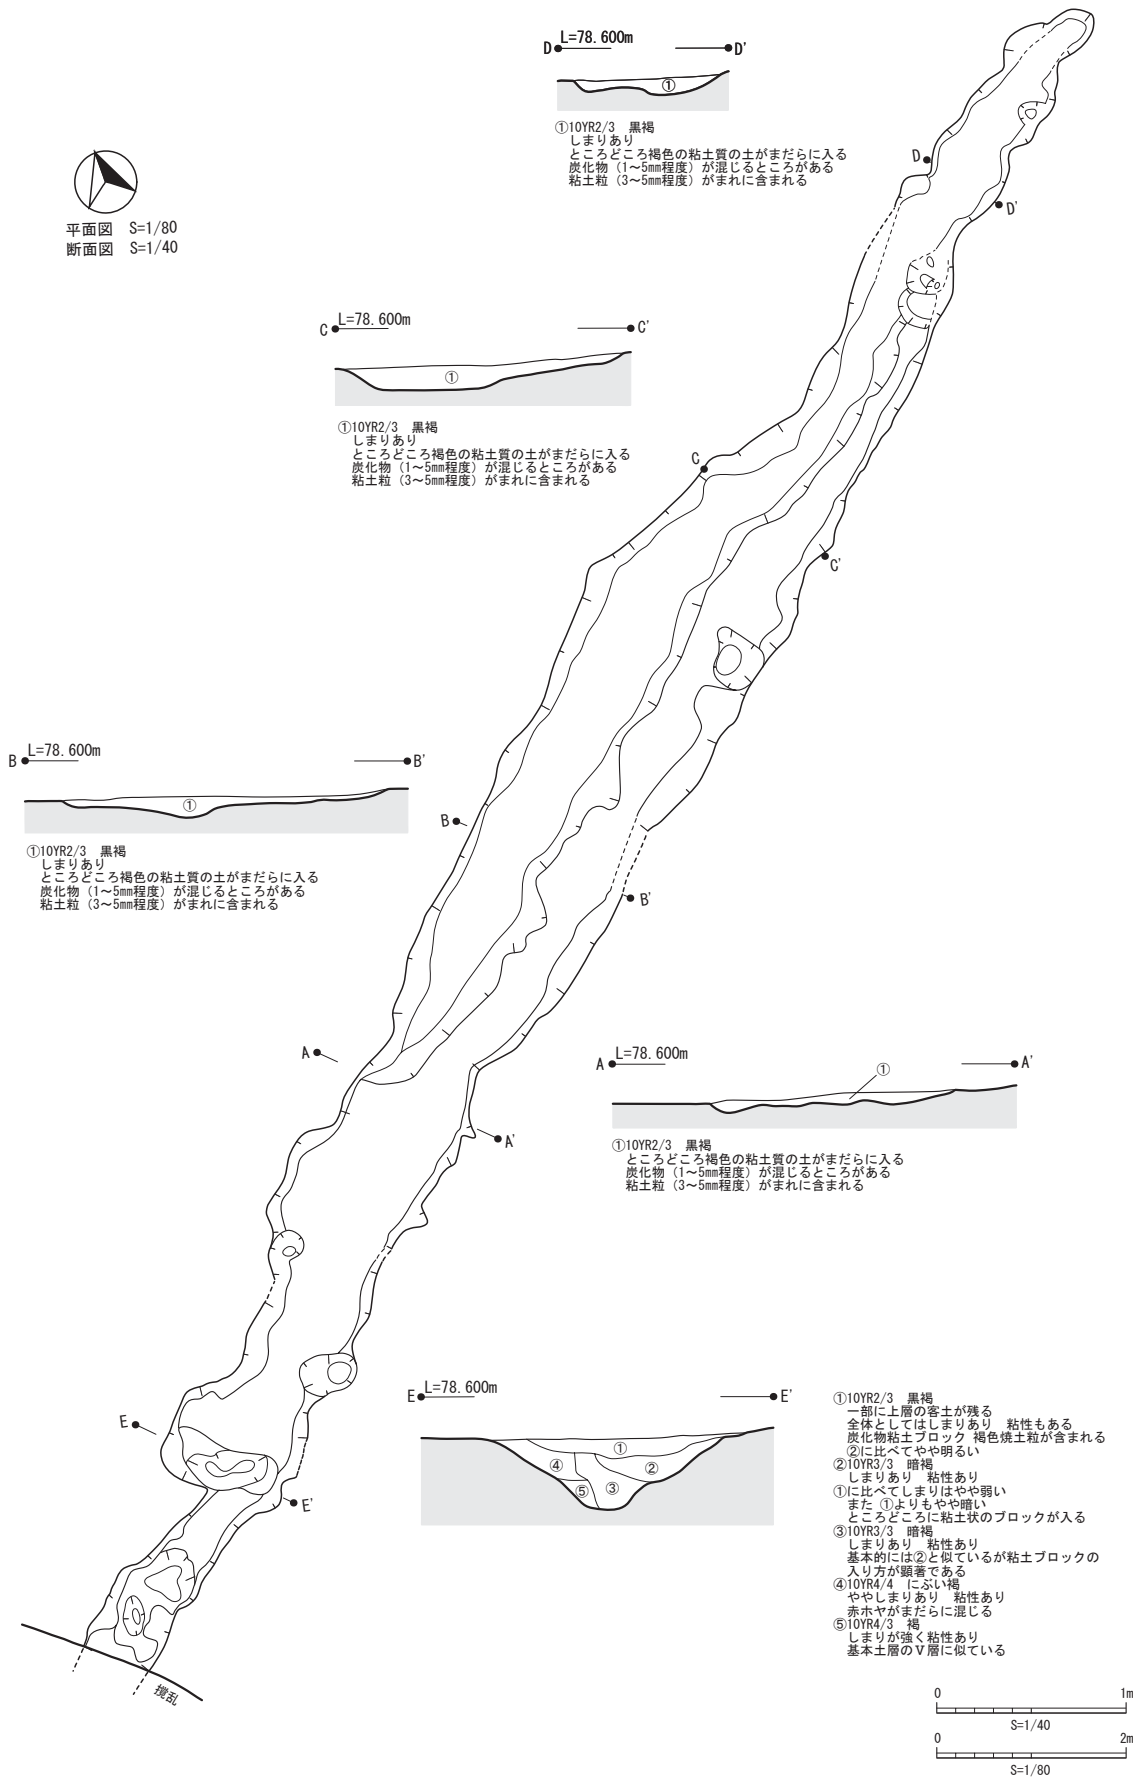 D L=78.600m D'
①
①10YR2/3 黒褐
しまりあり
ところどころ褐色の粘土質の土がまだらに入る
炭化物（1～5mm程度）が混じるところがある
粘土粒（3～5mm程度）がまれに含まれる
D
D'
平面図 S=1/80
断面図 S=1/40
C L=78.600m C'
①
①10YR2/3 黒褐
しまりあり
ところどころ褐色の粘土質の土がまだらに入る
炭化物（1～5mm程度）が混じるところがある
粘土粒（3～5mm程度）がまれに含まれる
C
C'
B L=78.600m B'
①
①10YR2/3 黒褐
しまりあり
ところどころ褐色の粘土質の土がまだらに入る
炭化物（1～5mm程度）が混じるところがある
粘土粒（3～5mm程度）がまれに含まれる
B
B'
A
A'
A L=78.600m A'
①
①10YR2/3 黒褐
ところどころ褐色の粘土質の土がまだらに入る
炭化物（1～5mm程度）が混じるところがある
粘土粒（3～5mm程度）がまれに含まれる
E
E'
E L=78.600m E'
①
④ ②
⑤ ③
①10YR2/3 黒褐
一部に上層の客土が残る
全体としてはしまりあり 粘性もある
炭化物粘土ブロック 褐色焼土粒が含まれる
②に比べてやや明るい
②10YR3/3 暗褐
しまりあり 粘性あり
①に比べてしまりはやや弱い
また ①よりもやや暗い
ところどころに粘土状のブロックが入る
③10YR3/3 暗褐
しまりあり 粘性あり
基本的には②と似ているが粘土ブロックの
入り方が顕著である
④10YR4/4 にぶい褐
ややしまりあり 粘性あり
赤ホヤがまだらに混じる
⑤10YR4/3 褐
しまりが強く粘性あり
基本土層のⅤ層に似ている
撹乱
0 1m
S=1/40
0 2m
S=1/80